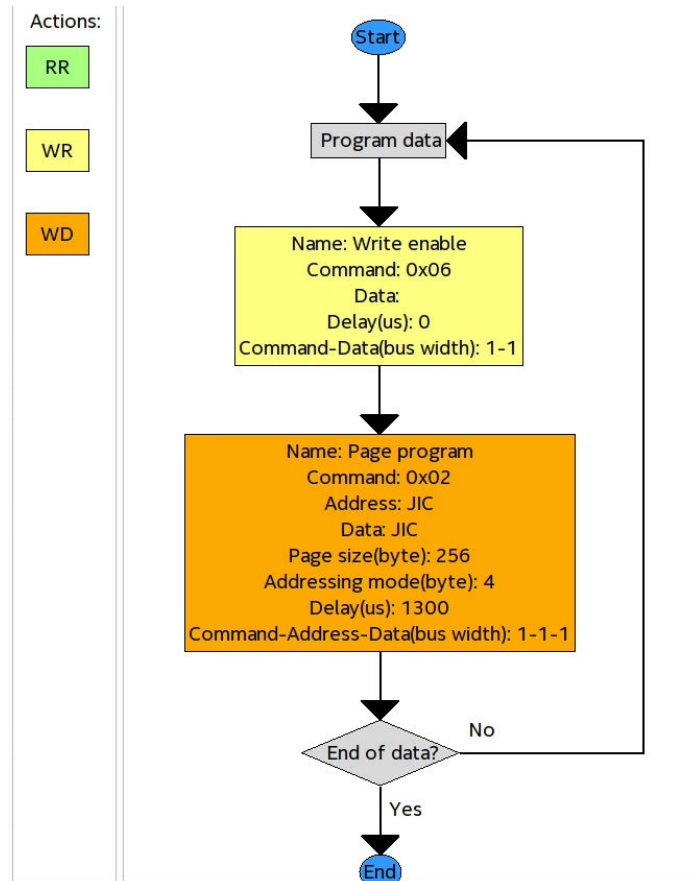 Actions:
RR
WR
WD
Start
Program data
Name: Write enable
Command: 0x06
Data:
Delay(us): 0
Command-Data(bus width): 1-1
Name: Page program
Command: 0x02
Address: JIC
Data: JIC
Page size(byte): 256
Addressing mode(byte): 4
Delay(us): 1300
Command-Address-Data(bus width): 1-1-1
End of data?
No
Yes
End